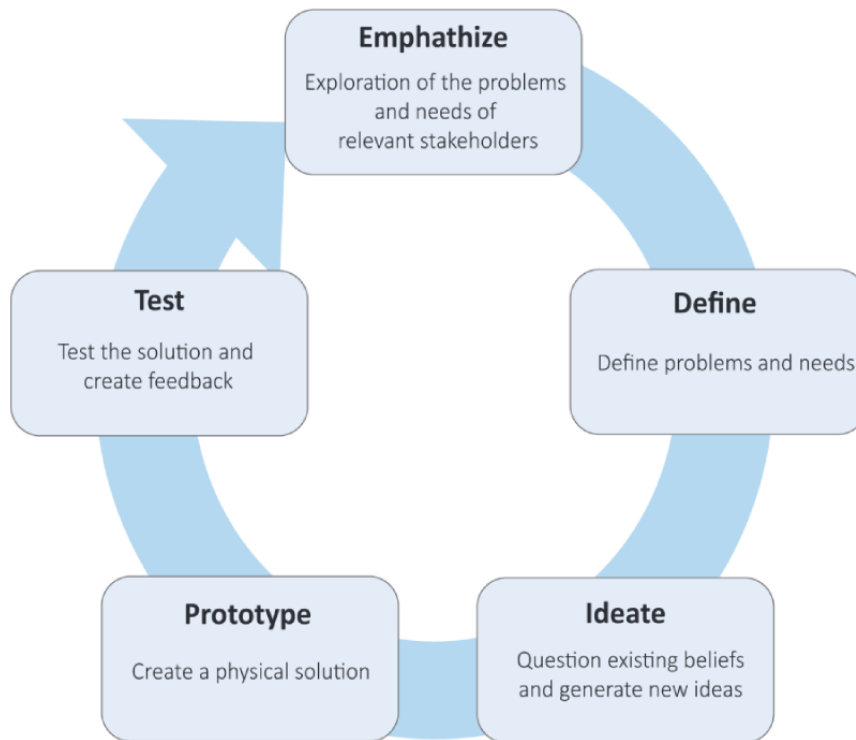 Emphathize
Exploration of the problems
and needs of
relevant stakeholders
Define
Define problems and needs
Ideate
Question existing beliefs
and generate new ideas
Prototype
Create a physical solution
Test
Test the solution and
create feedback